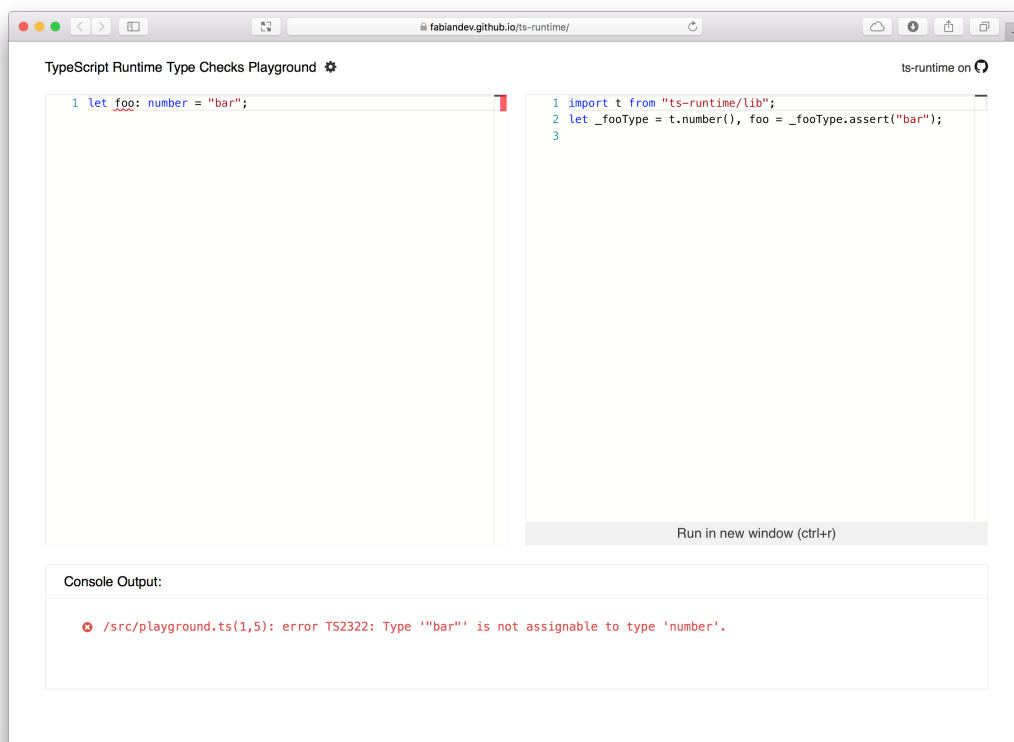 fabiandev.github.io/ts-runtime/
TypeScript Runtime Type Checks Playground
ts-runtime on
1 let foo: number = "bar";
1 import t from "ts-runtime/lib";
2 let _fooType = t.number(), foo = _fooType.assert("bar");
3
Run in new window (ctrl+r)
Console Output:
/src/playground.ts(1,5): error TS2322: Type '"bar"' is not assignable to type 'number'.